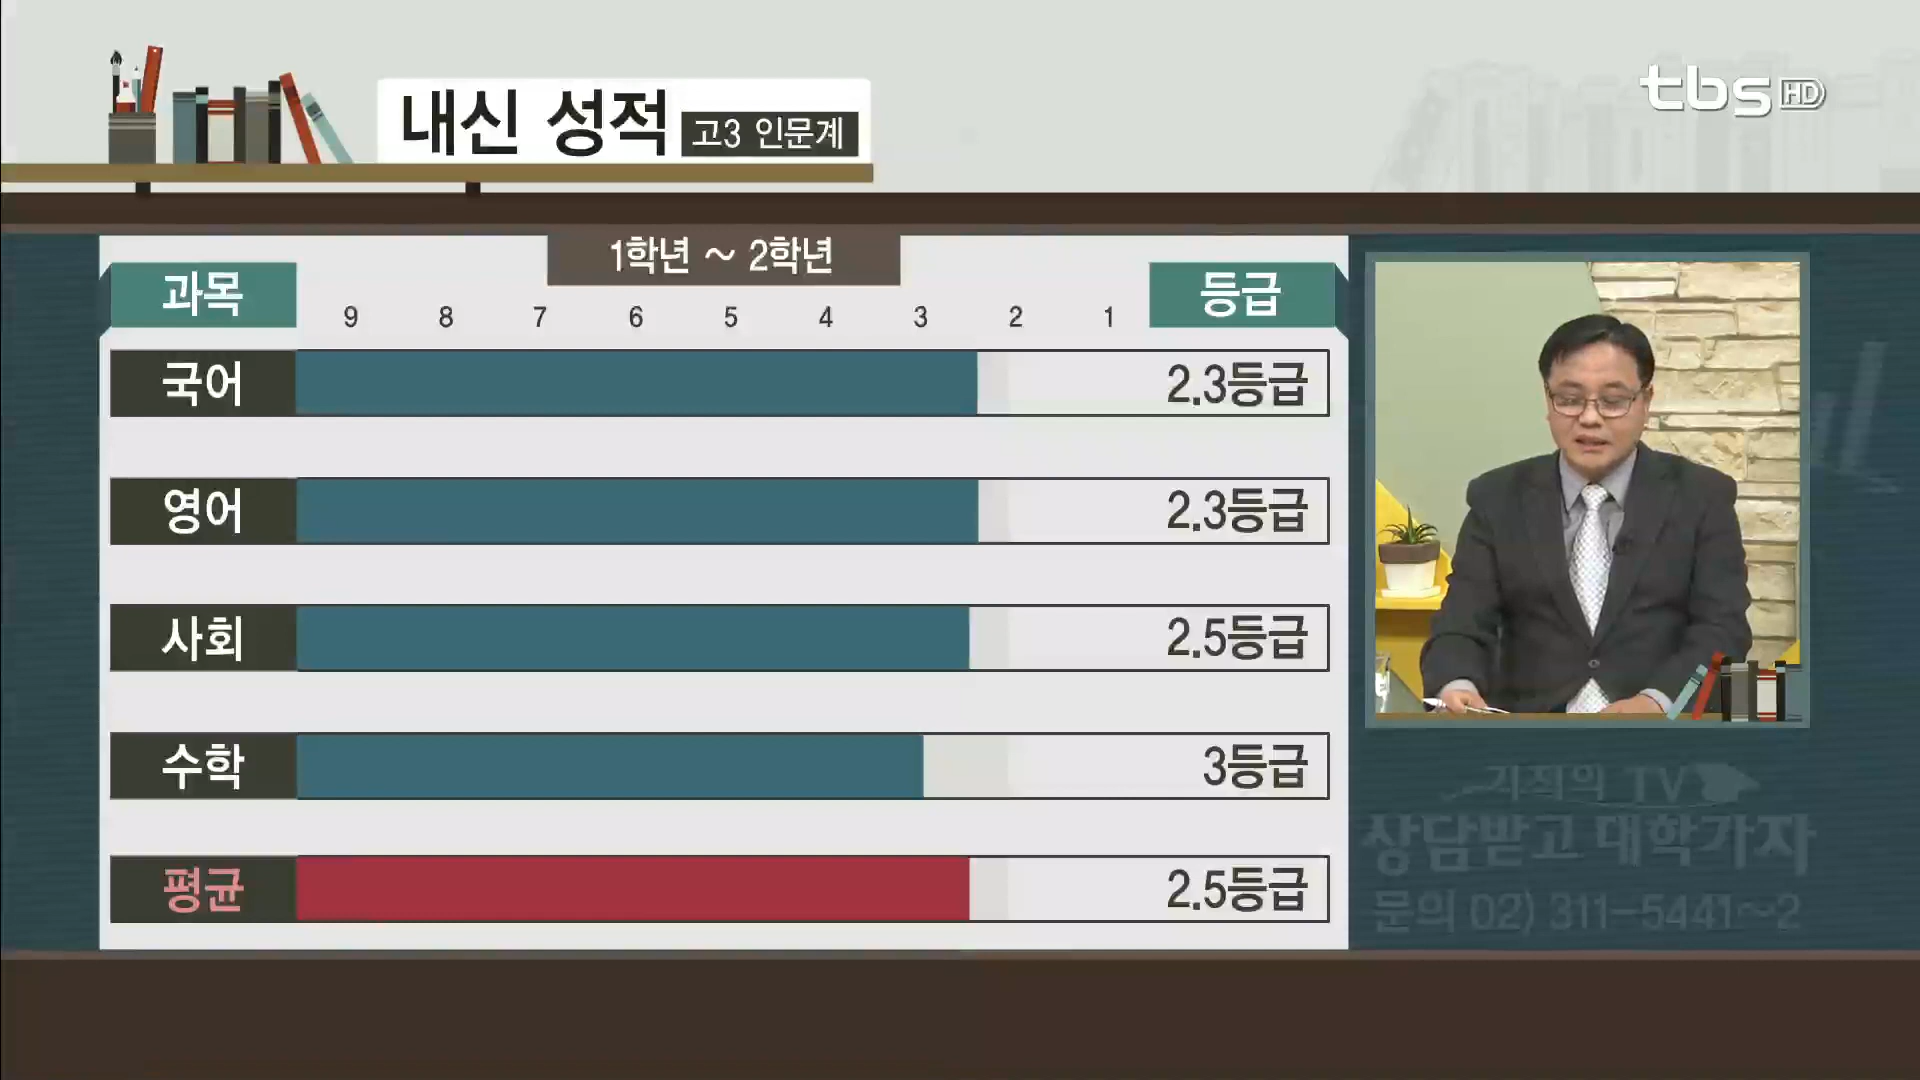 내신 성적 고3 인문계
tbs HD
1학년 ~ 2학년
과목 9 8 7 6 5 4 3 2 1 등급
국어 2.3등급
영어 2.3등급
사회 2.5등급
수학 3등급
평균 2.5등급
TV
상담받고 대학가자
문의 02) 311-5441~2